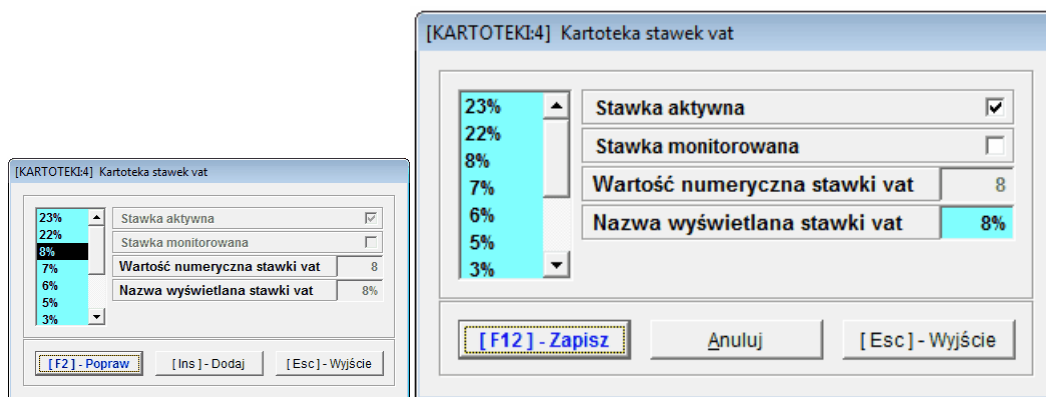 [KARTOTEKI:4] Kartoteka stawek vat
23%
22%
8%
7%
6%
5%
3%
Stawka aktywna
Stawka monitorowana
Wartość numeryczna stawki vat 8
Nazwa wyświetlana stawki vat 8%
[ F2 ] - Popraw
[ Ins ] - Dodaj
[ Esc ] - Wyjście
[KARTOTEKI:4] Kartoteka stawek vat
23%
22%
8%
7%
6%
5%
3%
Stawka aktywna
Stawka monitorowana
Wartość numeryczna stawki vat 8
Nazwa wyświetlana stawki vat 8%
[ F12 ] - Zapisz
Anuluj
[ Esc ] - Wyjście